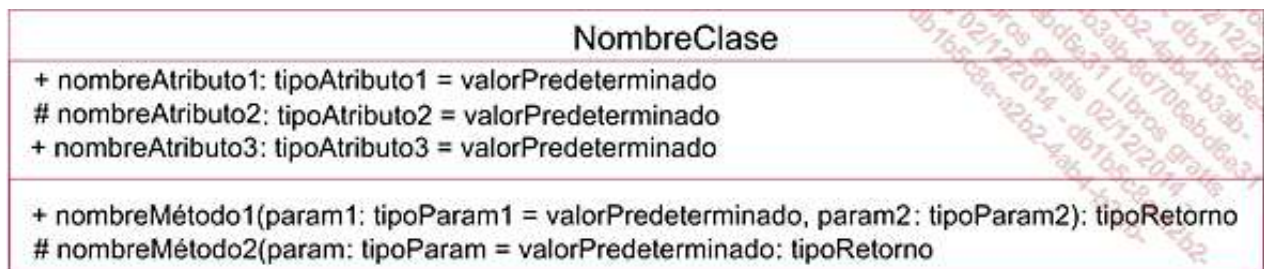 NombreClase
+ nombreAtributo1: tipoAtributo1 = valorPredeterminado
# nombreAtributo2: tipoAtributo2 = valorPredeterminado
+ nombreAtributo3: tipoAtributo3 = valorPredeterminado
+ nombreMétodo1(param1: tipoParam1 = valorPredeterminado, param2: tipoParam2): tipoRetorno
# nombreMétodo2(param: tipoParam = valorPredeterminado: tipoRetorno